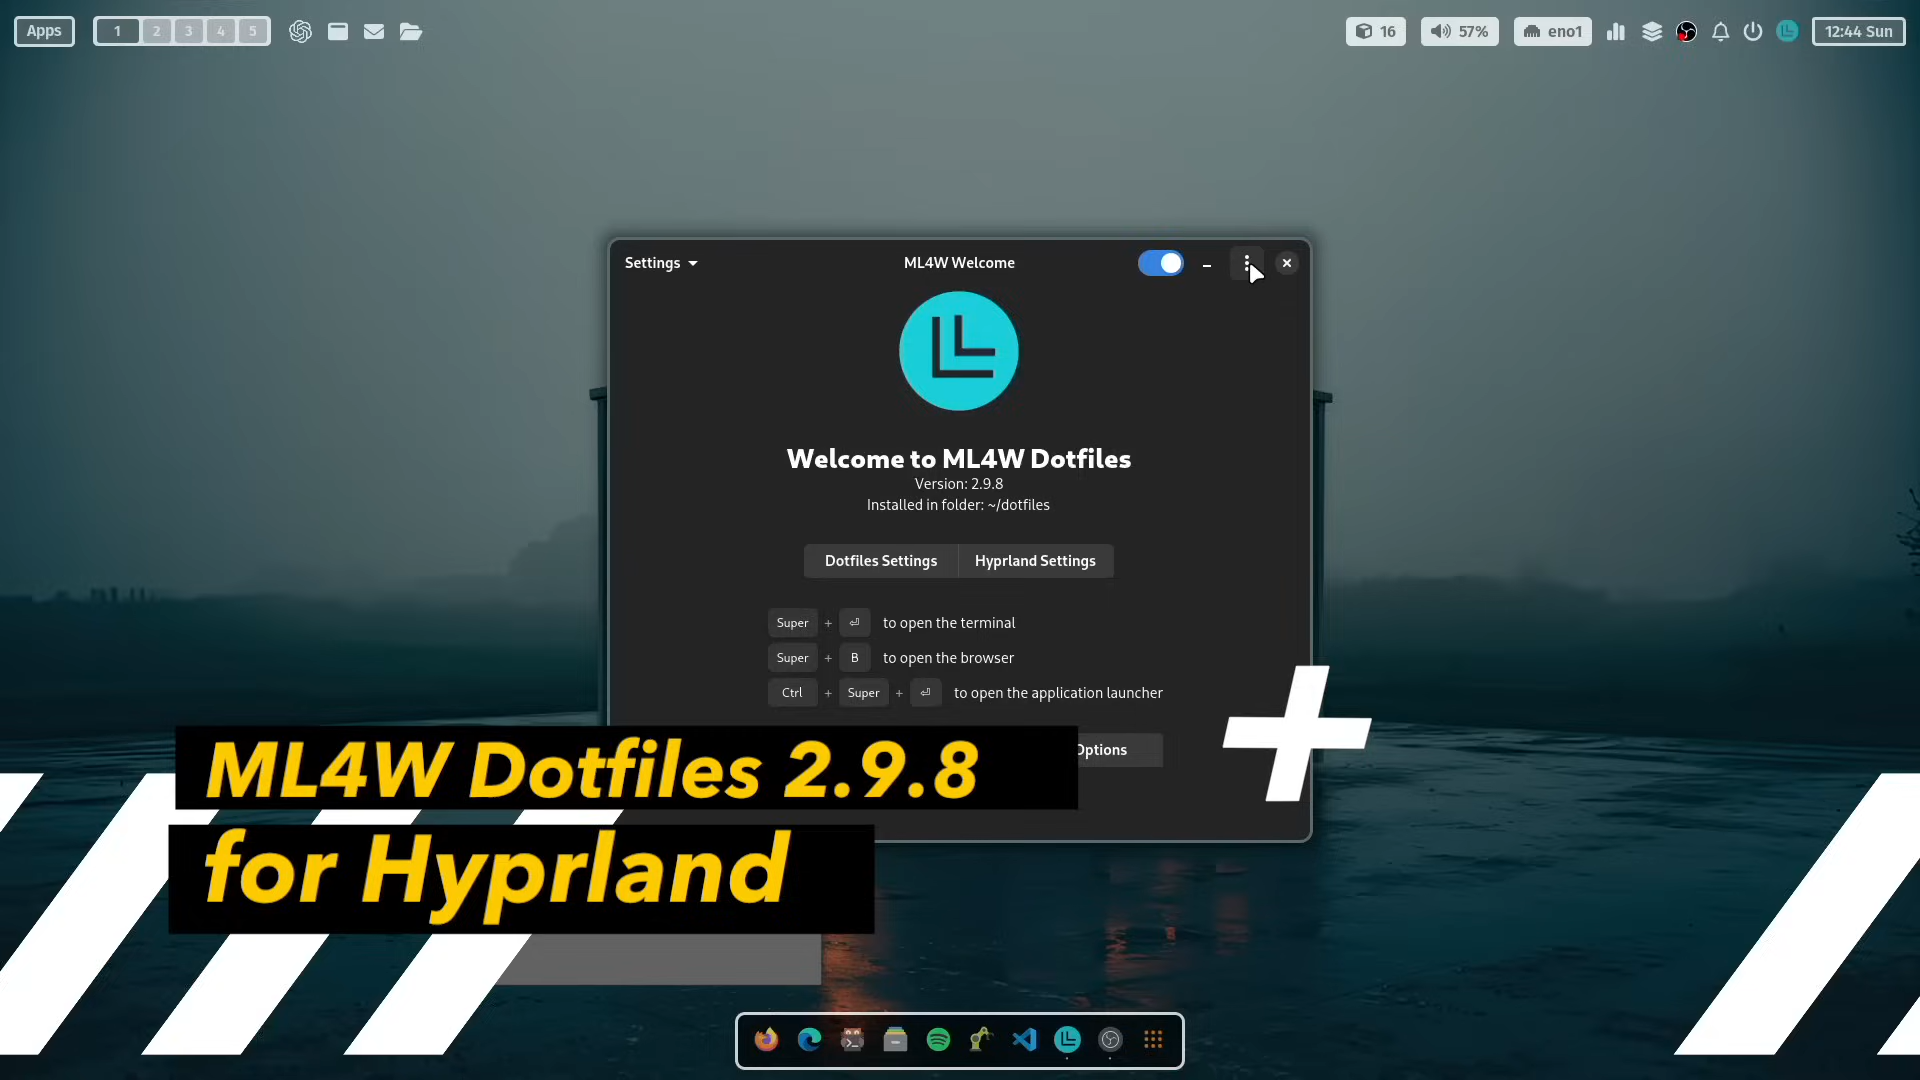 Apps
1 2 3 4 5
16
57%
eno1
12:44 Sun
Settings
ML4W Welcome
Welcome to ML4W Dotfiles
Version: 2.9.8
Installed in folder: ~/dotfiles
Dotfiles Settings
Hyprland Settings
Super + ⏎ to open the terminal
Super + B to open the browser
Ctrl + Super + ⏎ to open the application launcher
Options
ML4W Dotfiles 2.9.8
for Hyprland